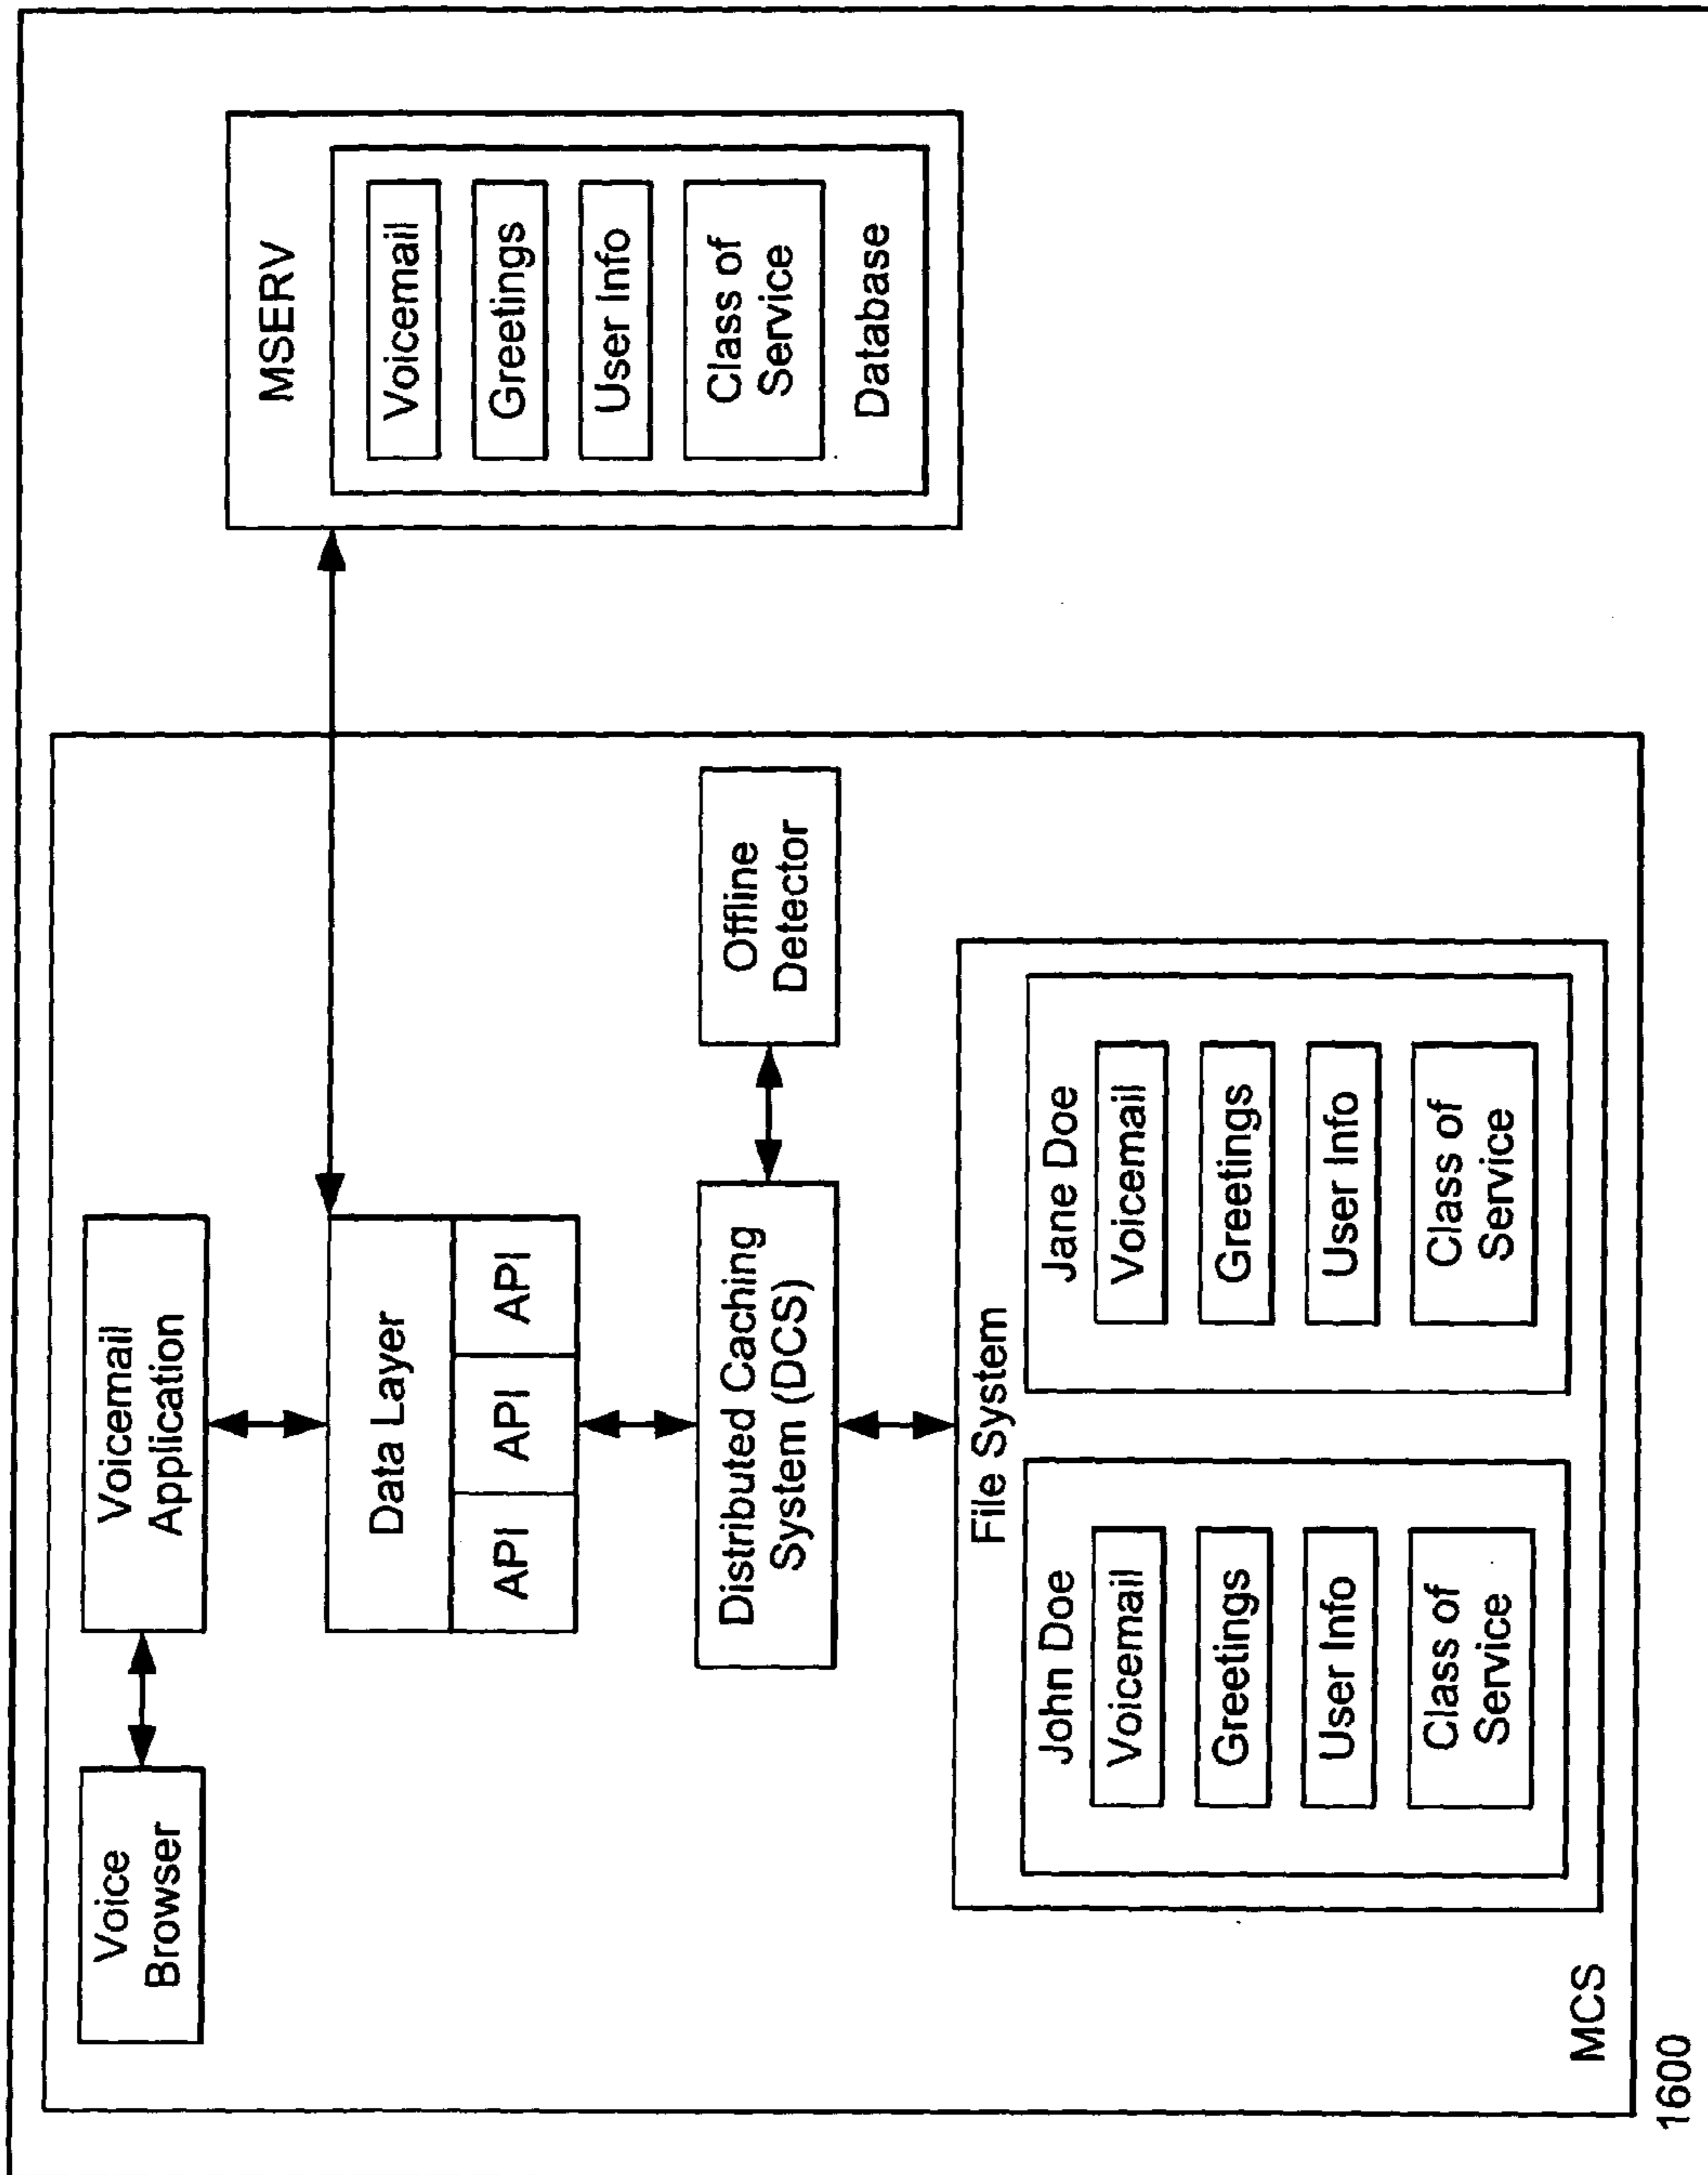 Voice
Browser
Voicemail
Application
Data Layer
API
API
API
Distributed Caching
System (DCS)
Offline
Detector
File System
John Doe
Voicemail
Greetings
User Info
Class of
Service
Jane Doe
Voicemail
Greetings
User Info
Class of
Service
MCS
MSERV
Voicemail
Greetings
User Info
Class of
Service
Database
1600